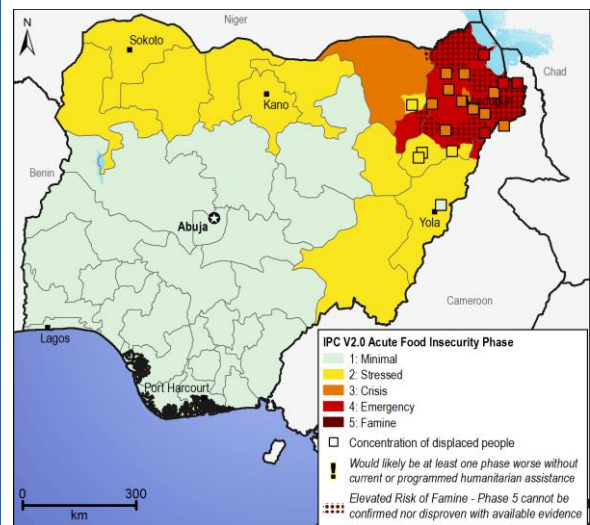 Niger
N
Sokoto
Chad
Kano
Benin
Abuja
Yola
Cameroon
Lagos
Port Harcourt
IPC V2.0 Acute Food Insecurity Phase
1: Minimal
2: Stressed
3: Crisis
4: Emergency
5: Famine
Concentration of displaced people
! Would likely be at least one phase worse without
current or programmed humanitarian assistance
Elevated Risk of Famine - Phase 5 cannot be
confirmed nor disproven with available evidence
0 300
km